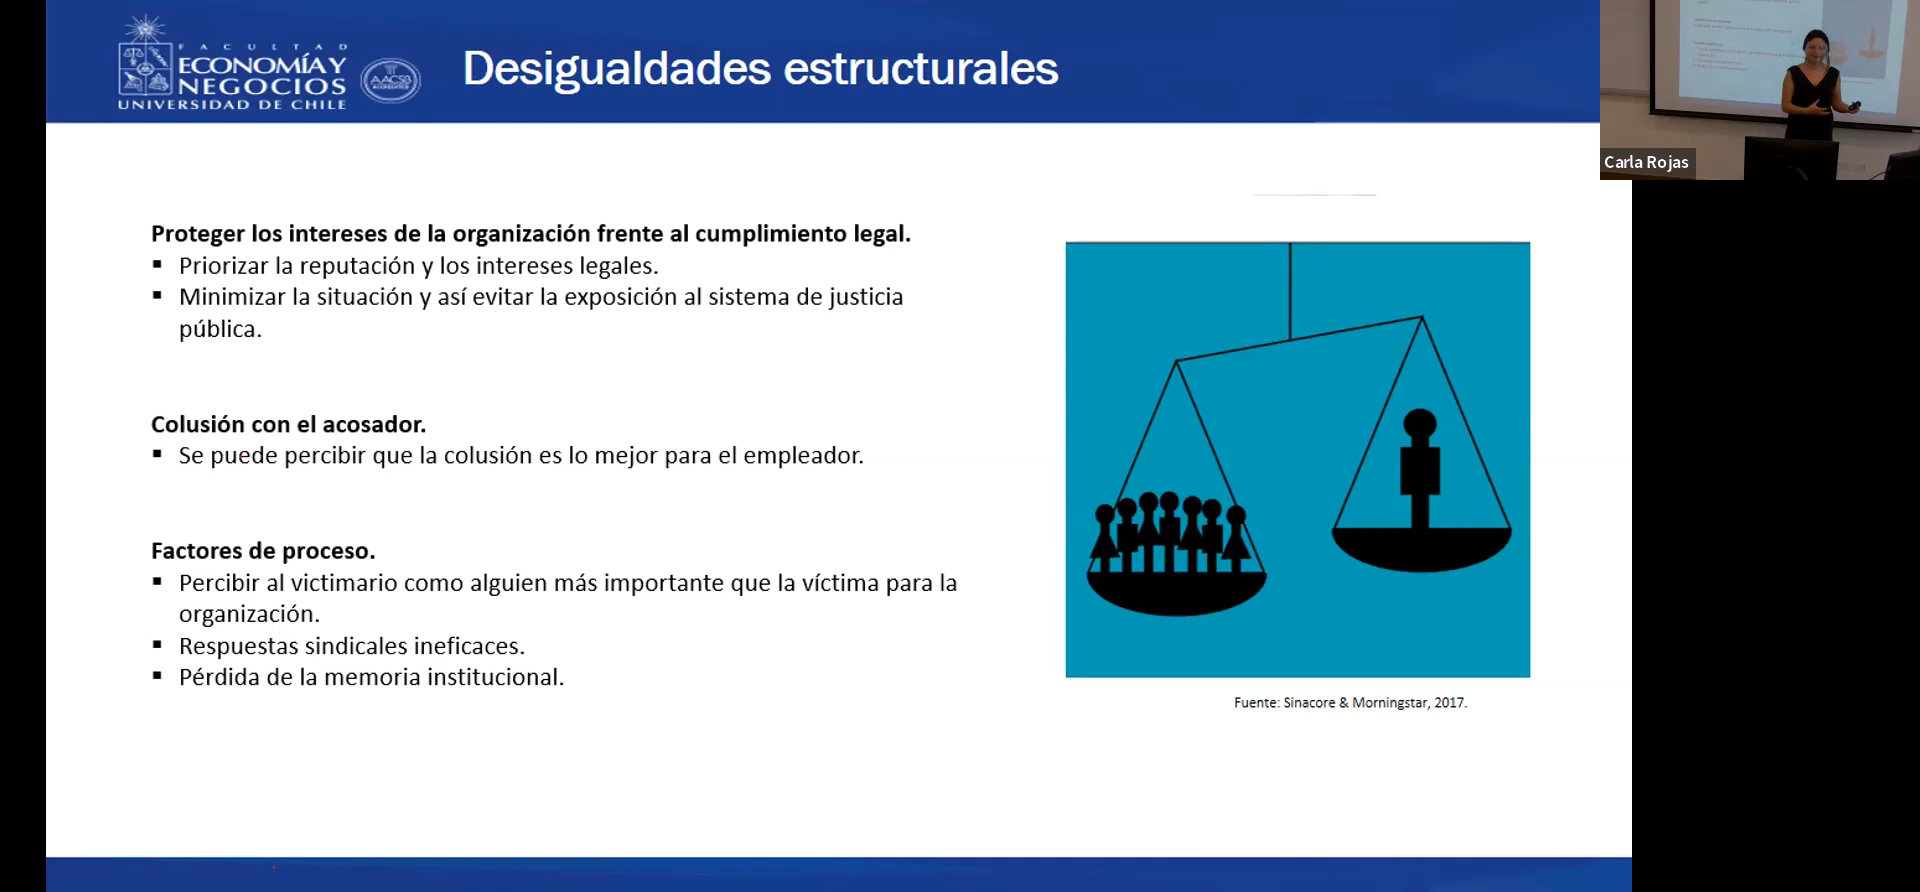 FACULTAD
ECONOMÍA Y
NEGOCIOS
UNIVERSIDAD DE CHILE
AACSB
ACCREDITED
Desigualdades estructurales
Carla Rojas
Proteger los intereses de la organización frente al cumplimiento legal.
▪ Priorizar la reputación y los intereses legales.
▪ Minimizar la situación y así evitar la exposición al sistema de justicia
pública.
Colusión con el acosador.
▪ Se puede percibir que la colusión es lo mejor para el empleador.
Factores de proceso.
▪ Percibir al victimario como alguien más importante que la víctima para la
organización.
▪ Respuestas sindicales ineficaces.
▪ Pérdida de la memoria institucional.
Fuente: Sinacore & Morningstar, 2017.